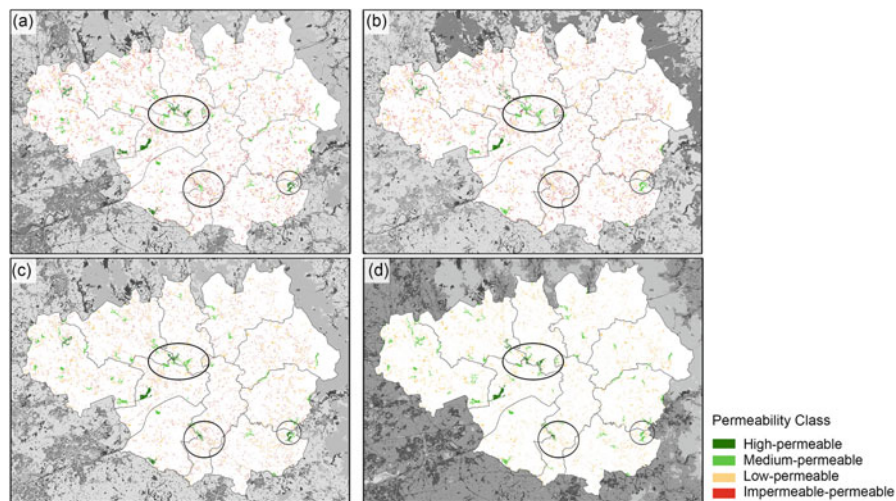 (a)
(b)
(c)
(d)
Permeability Class
High-permeable
Medium-permeable
Low-permeable
Impermeable-permeable